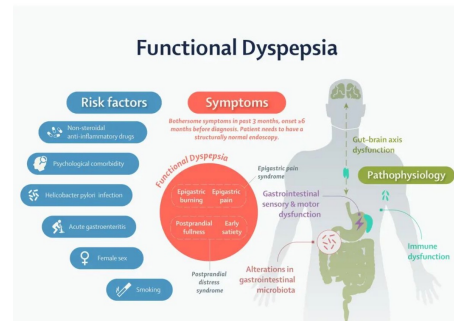 Functional Dyspepsia
Risk factors
Non-steroidal
anti-inflammatory drugs
Psychological comorbidity
Helicobacter pylori infection
Acute gastroenteritis
Female sex
Smoking
Symptoms
Bothersome symptoms in past 3 months, onset ≥6
months before diagnosis. Patient needs to have a
structurally normal endoscopy.
Functional Dyspepsia
Epigastric pain
syndrome
Epigastric
burning
Epigastric
pain
Postprandial
fullness
Early
satiety
Postprandial
distress
syndrome
Gut–brain axis
dysfunction
Pathophysiology
Gastrointestinal
sensory & motor
dysfunction
Immune
dysfunction
Alterations in
gastrointestinal
microbiota